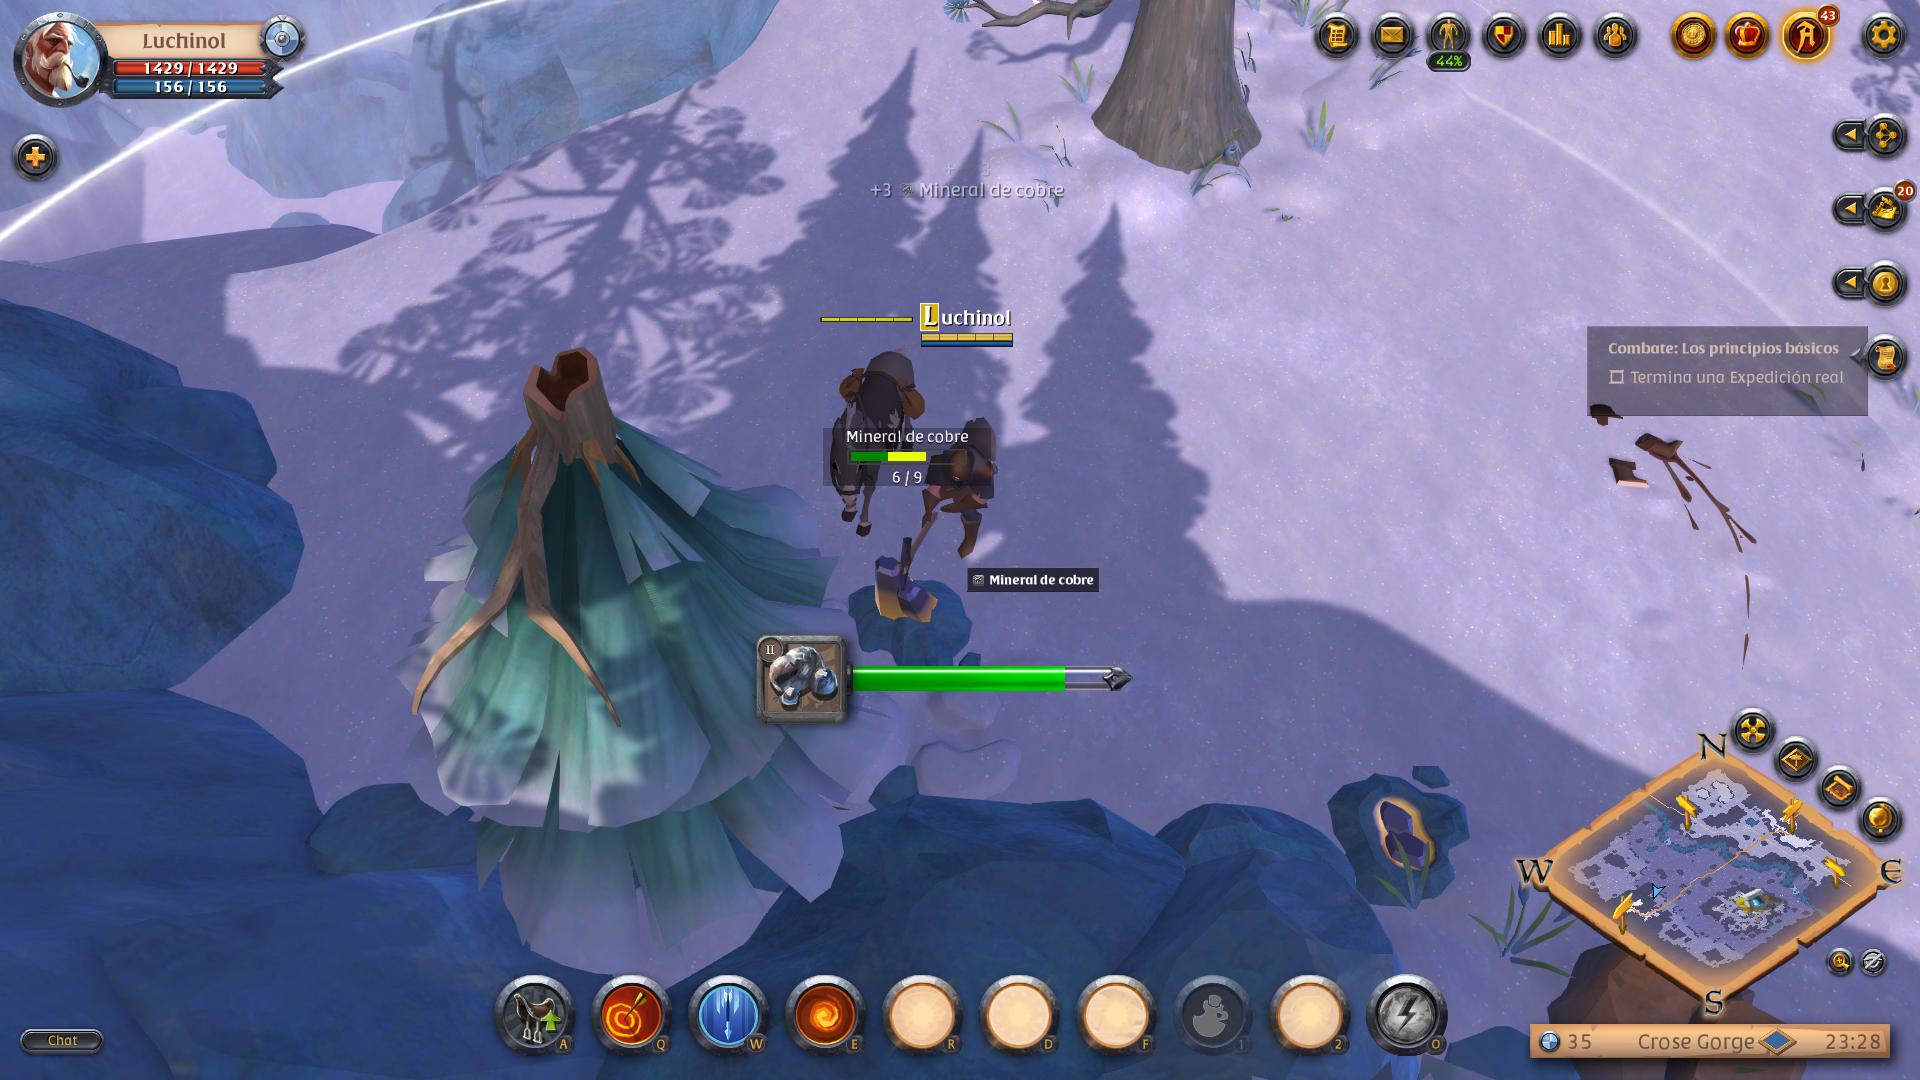 Luchinol
1429 / 1429
156 / 156
44%
43
20
+3 Mineral de cobre
Luchinol
Combate: Los principios básicos
Termina una Expedición real
Mineral de cobre
6 / 9
Mineral de cobre
II
N
W
E
S
A
Q
W
E
R
D
F
1
2
O
Chat
35
Crose Gorge
23:28